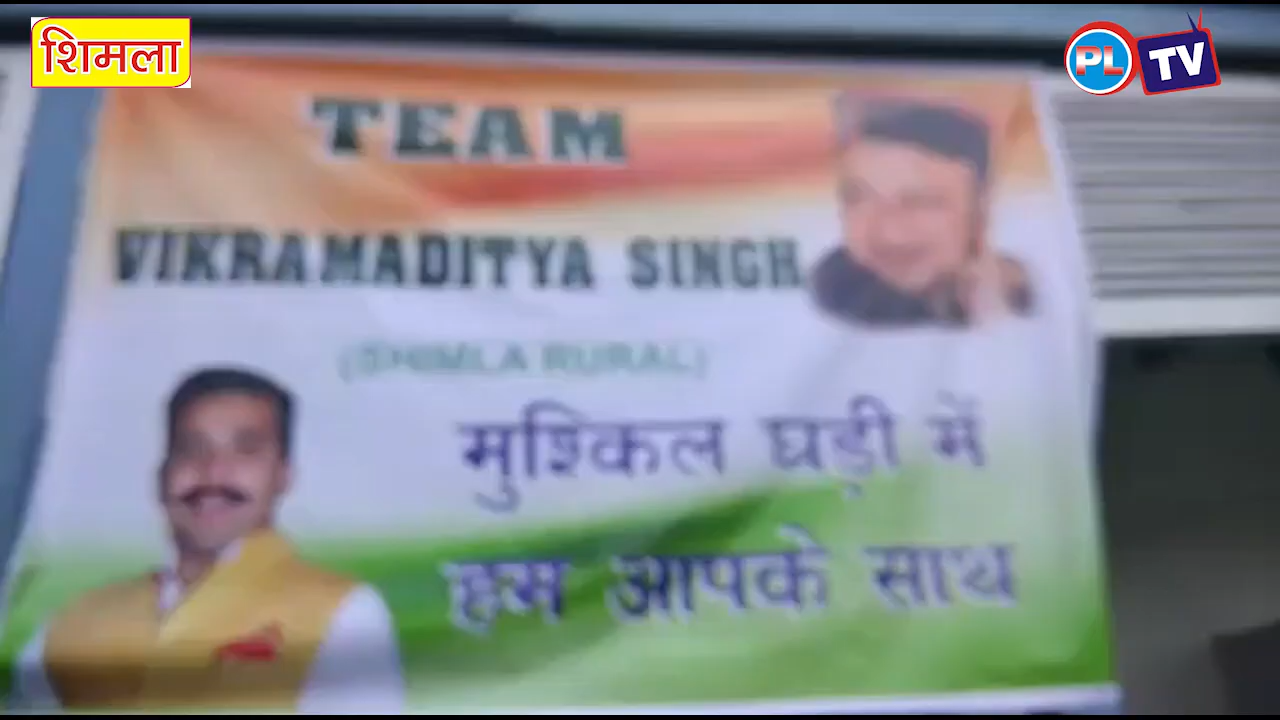 शिमला
PL TV
TEAM
VIKRAMADITYA SINGH
(SHIMLA RURAL)
मुश्किल घड़ी में
हम आपके साथ